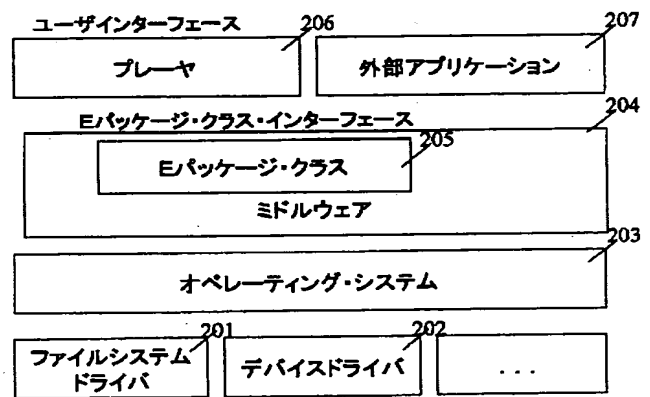 ユーザインターフェース
206
207
プレーヤ
外部アプリケーション
Eパッケージ・クラス・インターフェース
204
205
Eパッケージ・クラス
ミドルウェア
203
オペレーティング・システム
201
202
ファイルシステム
ドライバ
デバイスドライバ
...